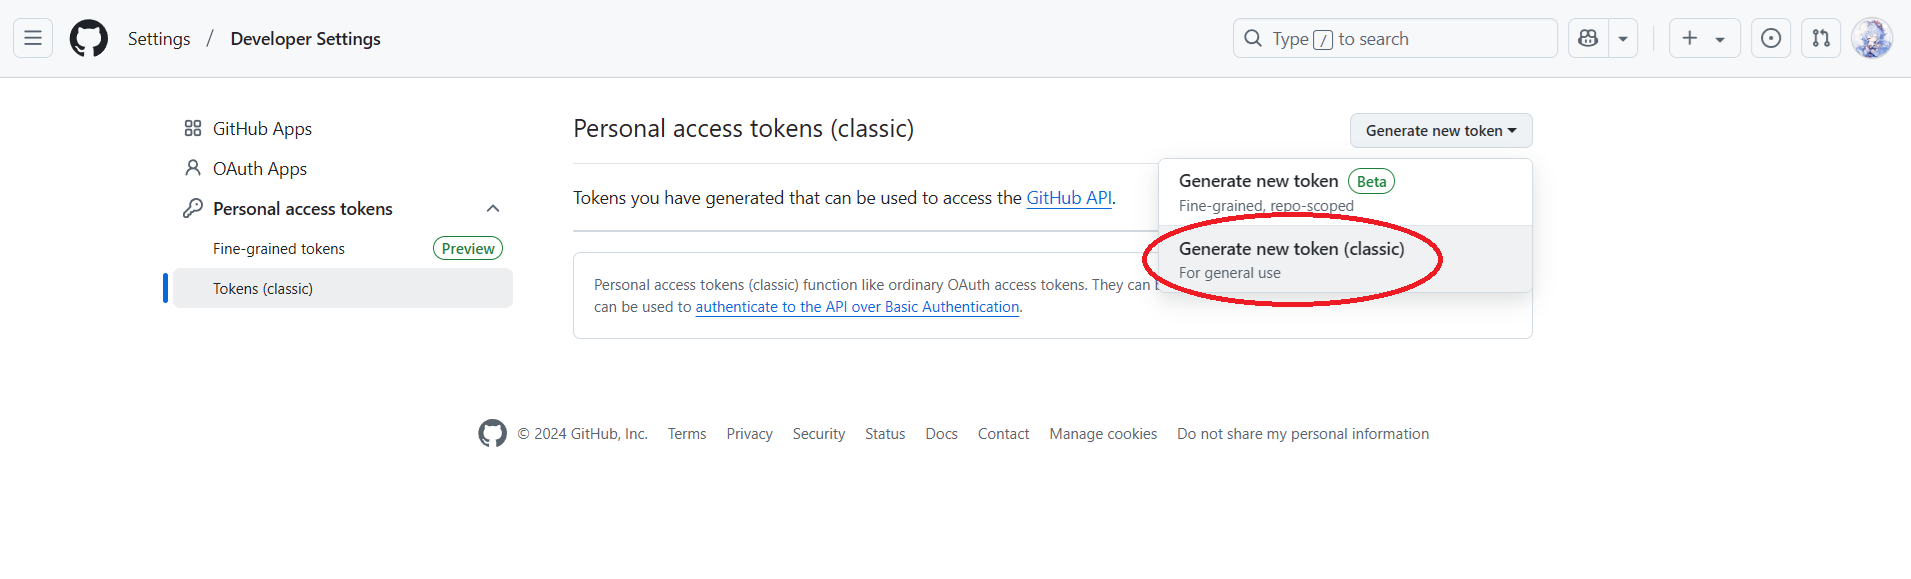 Settings / Developer Settings
Type / to search
GitHub Apps
OAuth Apps
Personal access tokens
Fine-grained tokens Preview
Tokens (classic)
Personal access tokens (classic)
Generate new token
Generate new token Beta
Fine-grained, repo-scoped
Generate new token (classic)
For general use
Tokens you have generated that can be used to access the GitHub API.
Personal access tokens (classic) function like ordinary OAuth access tokens. They can
can be used to authenticate to the API over Basic Authentication.
© 2024 GitHub, Inc. Terms Privacy Security Status Docs Contact Manage cookies Do not share my personal information